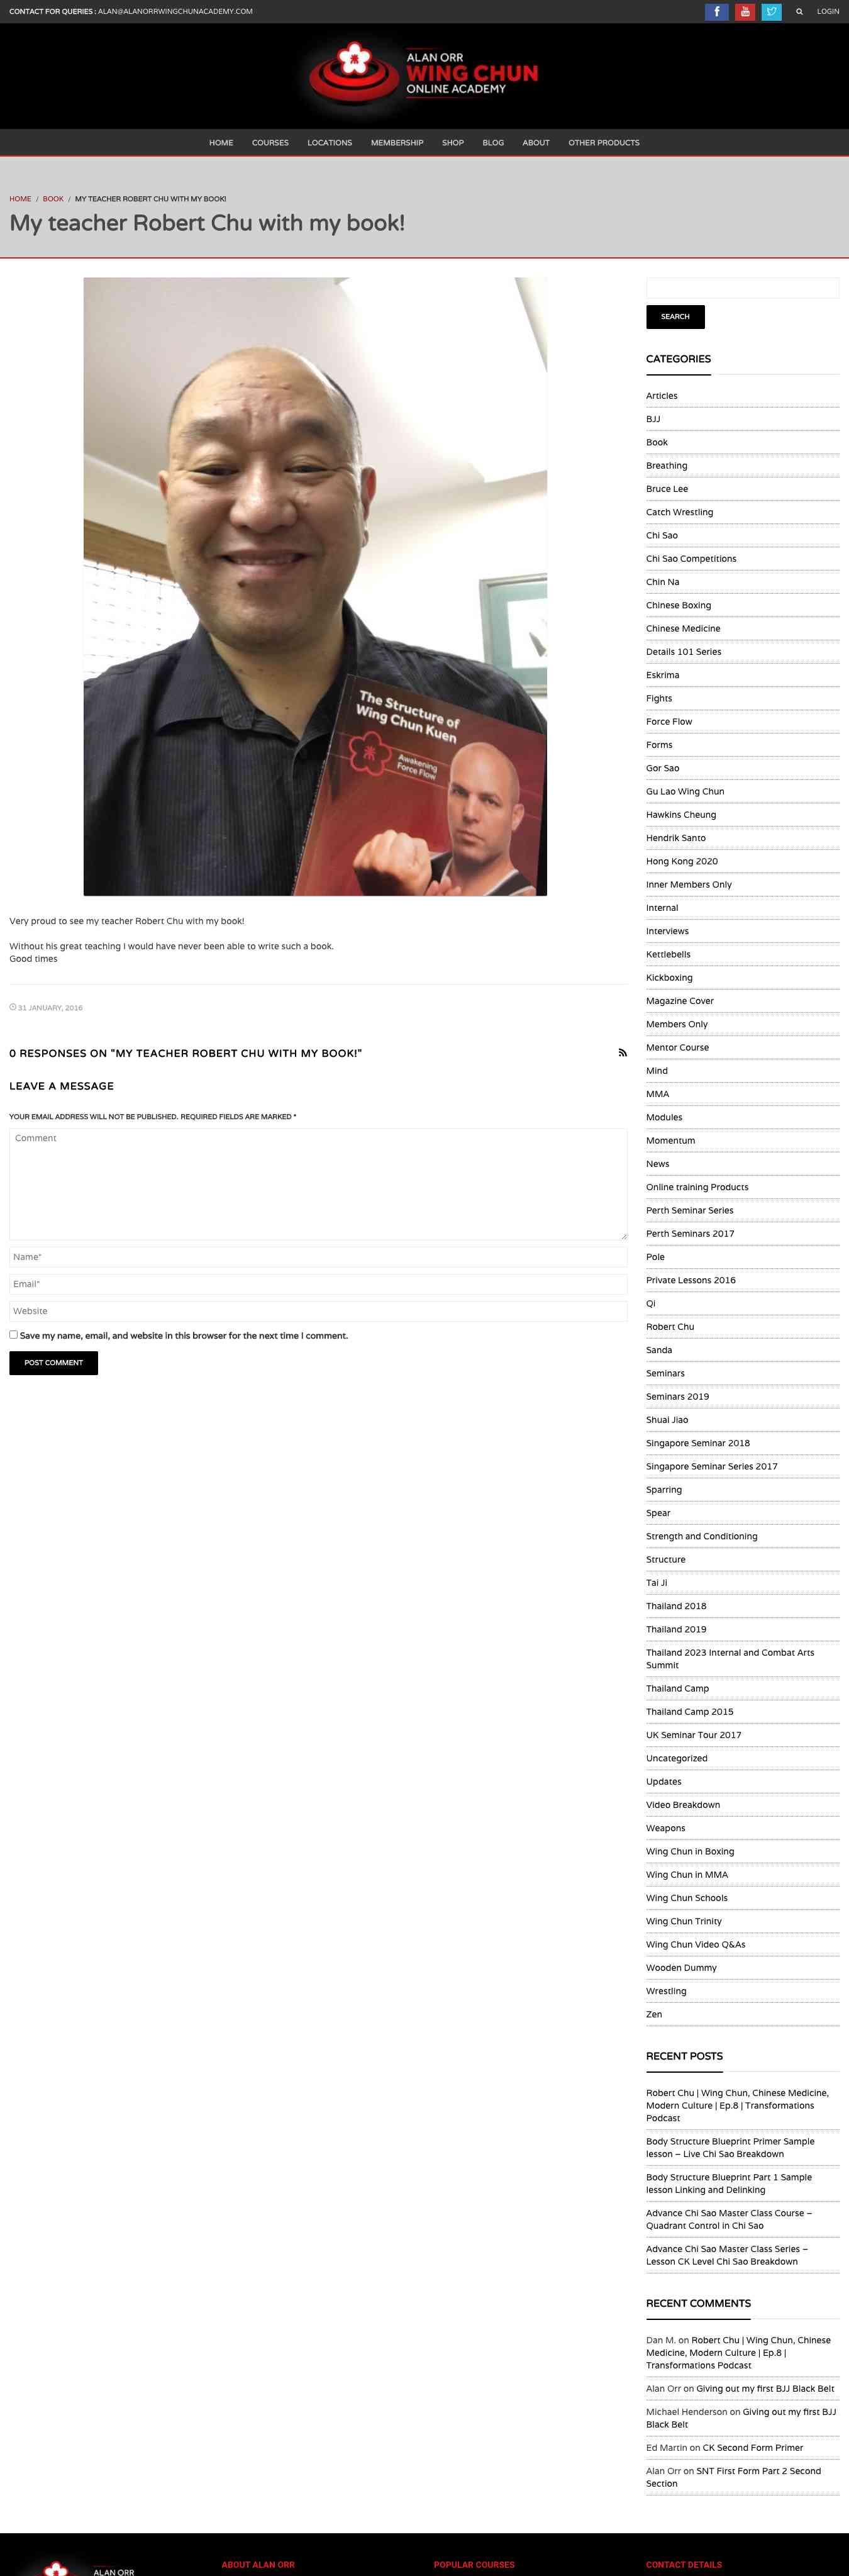 CONTACT FOR QUERIES : ALAN@ALANORRWINGCHUNACADEMY.COM
LOGIN
ALAN ORR
WING CHUN
ONLINE ACADEMY
HOME COURSES LOCATIONS MEMBERSHIP SHOP BLOG ABOUT OTHER PRODUCTS
HOME / BOOK / MY TEACHER ROBERT CHU WITH MY BOOK!
My teacher Robert Chu with my book!
The Structure of
Wing Chun Kuen
Awakening
Force Flow
Very proud to see my teacher Robert Chu with my book!
Without his great teaching I would have never been able to write such a book.
Good times
31 JANUARY, 2016
0 RESPONSES ON "MY TEACHER ROBERT CHU WITH MY BOOK!"
LEAVE A MESSAGE
YOUR EMAIL ADDRESS WILL NOT BE PUBLISHED. REQUIRED FIELDS ARE MARKED *
Comment
Name*
Email*
Website
Save my name, email, and website in this browser for the next time I comment.
POST COMMENT
SEARCH
CATEGORIES
Articles
BJJ
Book
Breathing
Bruce Lee
Catch Wrestling
Chi Sao
Chi Sao Competitions
Chin Na
Chinese Boxing
Chinese Medicine
Details 101 Series
Eskrima
Fights
Force Flow
Forms
Gor Sao
Gu Lao Wing Chun
Hawkins Cheung
Hendrik Santo
Hong Kong 2020
Inner Members Only
Internal
Interviews
Kettlebells
Kickboxing
Magazine Cover
Members Only
Mentor Course
Mind
MMA
Modules
Momentum
News
Online training Products
Perth Seminar Series
Perth Seminars 2017
Pole
Private Lessons 2016
Qi
Robert Chu
Sanda
Seminars
Seminars 2019
Shuai Jiao
Singapore Seminar 2018
Singapore Seminar Series 2017
Sparring
Spear
Strength and Conditioning
Structure
Tai Ji
Thailand 2018
Thailand 2019
Thailand 2023 Internal and Combat Arts
Summit
Thailand Camp
Thailand Camp 2015
UK Seminar Tour 2017
Uncategorized
Updates
Video Breakdown
Weapons
Wing Chun in Boxing
Wing Chun in MMA
Wing Chun Schools
Wing Chun Trinity
Wing Chun Video Q&As
Wooden Dummy
Wrestling
Zen
RECENT POSTS
Robert Chu | Wing Chun, Chinese Medicine,
Modern Culture | Ep.8 | Transformations
Podcast
Body Structure Blueprint Primer Sample
lesson – Live Chi Sao Breakdown
Body Structure Blueprint Part 1 Sample
lesson Linking and Delinking
Advance Chi Sao Master Class Course –
Quadrant Control in Chi Sao
Advance Chi Sao Master Class Series –
Lesson CK Level Chi Sao Breakdown
RECENT COMMENTS
Dan M. on Robert Chu | Wing Chun, Chinese
Medicine, Modern Culture | Ep.8 |
Transformations Podcast
Alan Orr on Giving out my first BJJ Black Belt
Michael Henderson on Giving out my first BJJ
Black Belt
Ed Martin on CK Second Form Primer
Alan Orr on SNT First Form Part 2 Second
Section
ALAN ORR
ABOUT ALAN ORR
POPULAR COURSES
CONTACT DETAILS